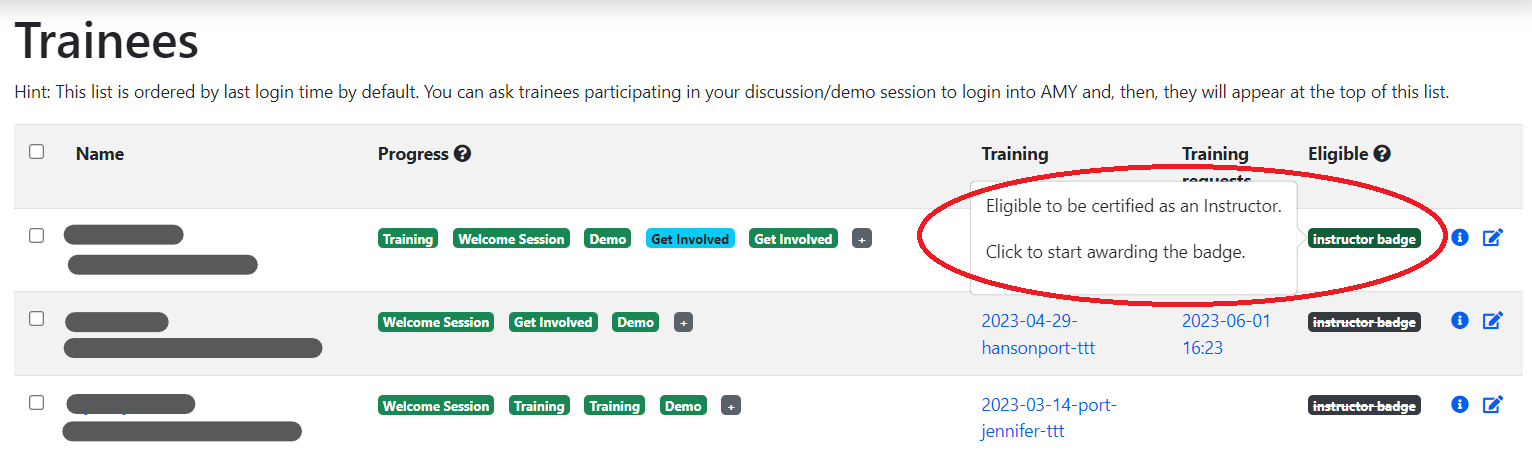 Trainees
Hint: This list is ordered by last login time by default. You can ask trainees participating in your discussion/demo session to login into AMY and, then, they will appear at the top of this list.
Name Progress ? Training Training requests Eligible ?
Training Welcome Session Demo Get Involved Get Involved +
Eligible to be certified as an Instructor.
Click to start awarding the badge.
instructor badge
Welcome Session Get Involved Demo +
2023-04-29-
hansonport-ttt
2023-06-01
16:23
instructor badge
Welcome Session Training Training Demo +
2023-03-14-port-
jennifer-ttt
instructor badge